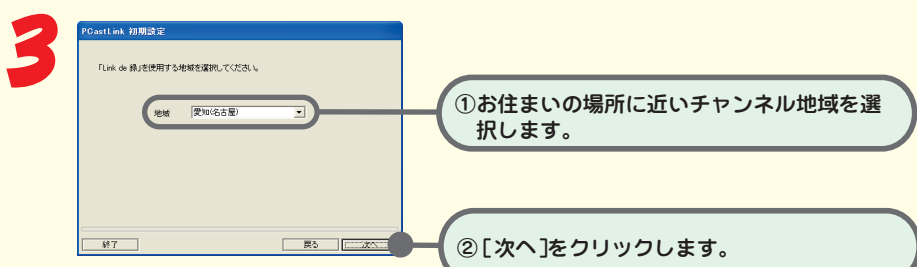 3
PCastLink 初期設定
「Link de 録」を使用する地域を選択してください。
地域
愛知(名古屋)
①お住まいの場所に近いチャンネル地域を選
択します。
終了
戻る
次へ
②[次へ]をクリックします。